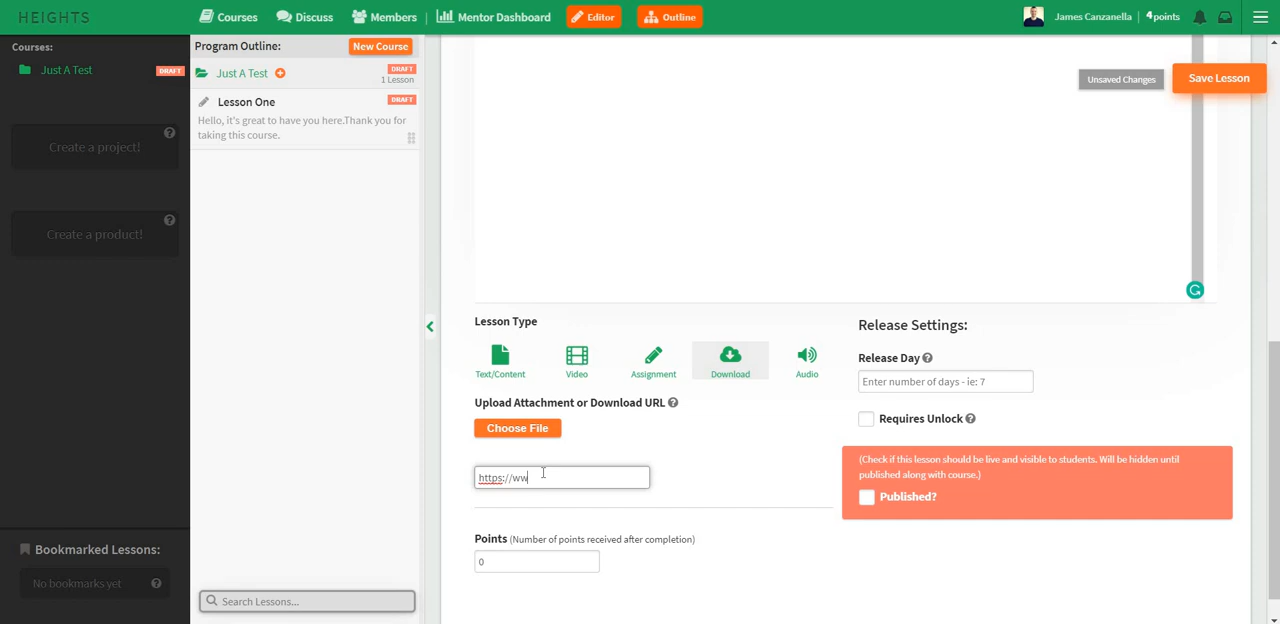 HEIGHTS
Courses
Discuss
Members
Mentor Dashboard
Editor
Outline
James Canzanella
4 points
Courses:
Just A Test
DRAFT
Create a project!
Create a product!
Bookmarked Lessons:
No bookmarks yet
Program Outline:
New Course
Just A Test
DRAFT
1 Lesson
Lesson One
DRAFT
Hello, it's great to have you here.Thank you for
taking this course.
Search Lessons...
Unsaved Changes
Save Lesson
Lesson Type
Text/Content
Video
Assignment
Download
Audio
Upload Attachment or Download URL
Choose File
https://ww
Points (Number of points received after completion)
0
Release Settings:
Release Day
Enter number of days - ie: 7
Requires Unlock
(Check if this lesson should be live and visible to students. Will be hidden until
published along with course.)
Published?